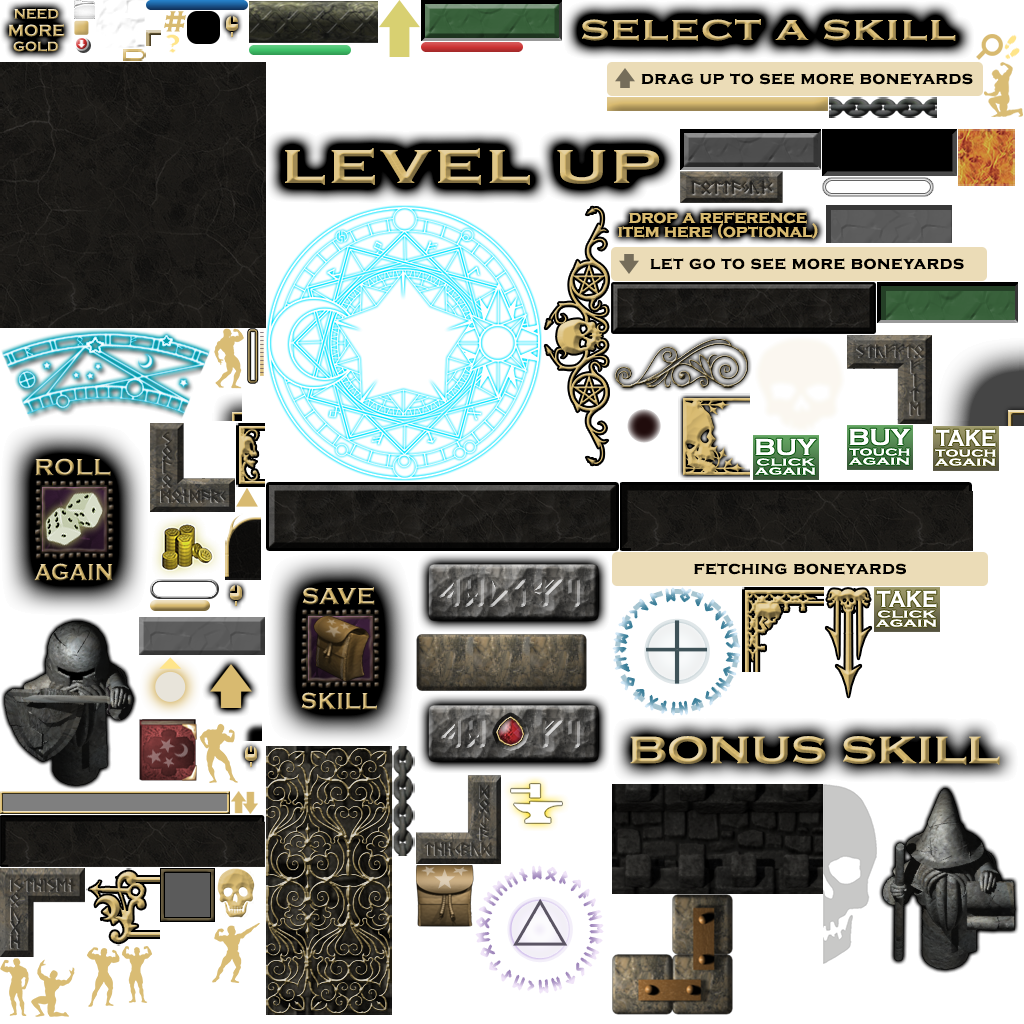 NEED
MORE
GOLD
#
?
SELECT A SKILL
DRAG UP TO SEE MORE BONEYARDS
LEVEL UP
DROP A REFERENCE
ITEM HERE (OPTIONAL)
LET GO TO SEE MORE BONEYARDS
BUY
CLICK
AGAIN
BUY
TOUCH
AGAIN
TAKE
TOUCH
AGAIN
ROLL
AGAIN
FETCHING BONEYARDS
SAVE
SKILL
TAKE
CLICK
AGAIN
BONUS SKILL